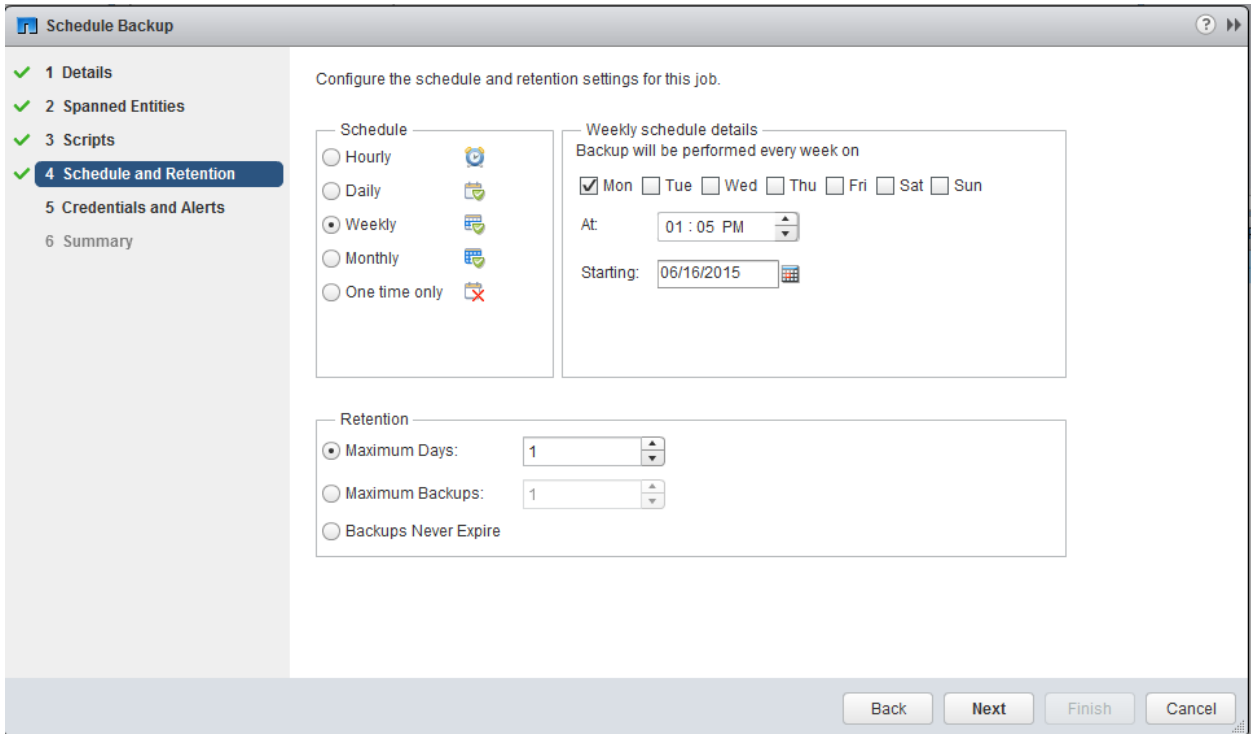 Schedule Backup
?
1 Details
2 Spanned Entities
3 Scripts
4 Schedule and Retention
5 Credentials and Alerts
6 Summary
Configure the schedule and retention settings for this job.
Schedule
Hourly
Daily
Weekly
Monthly
One time only
Weekly schedule details
Backup will be performed every week on
Mon Tue Wed Thu Fri Sat Sun
At: 01 : 05 PM
Starting: 06/16/2015
Retention
Maximum Days: 1
Maximum Backups: 1
Backups Never Expire
Back Next Finish Cancel